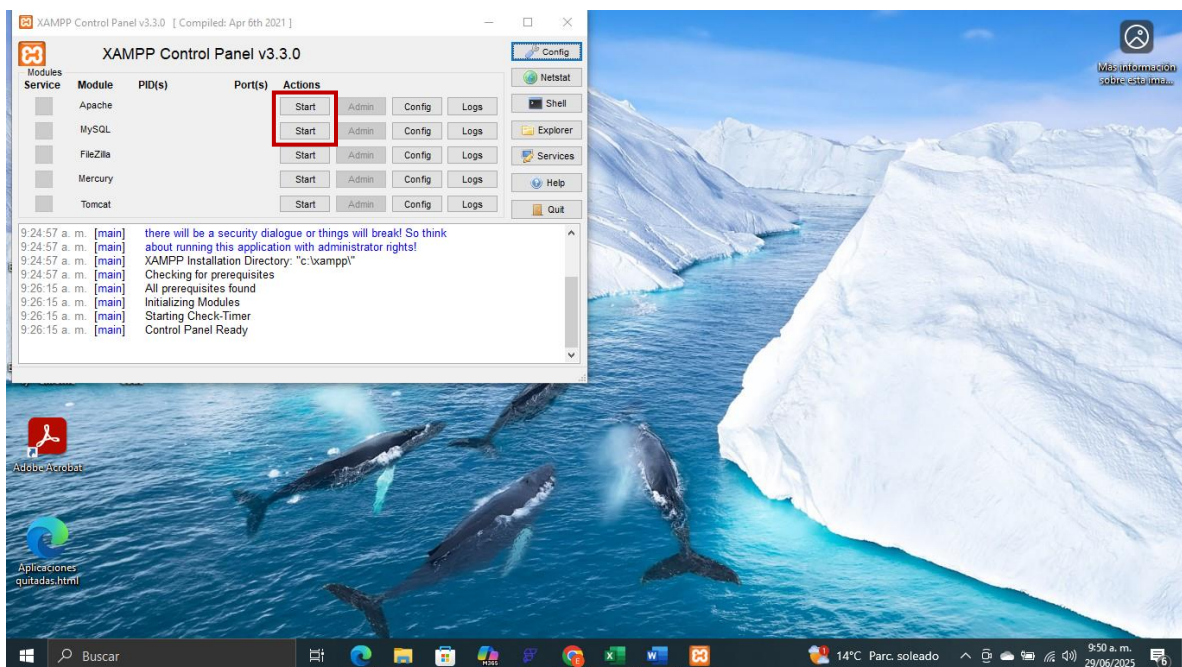 XAMPP Control Panel v3.3.0 [ Compiled: Apr 6th 2021 ]
XAMPP Control Panel v3.3.0
Config
Modules
Service Module PID(s) Port(s) Actions
Netstat
Apache Start Admin Config Logs
Shell
MySQL Start Admin Config Logs
Explorer
FileZilla Start Admin Config Logs
Services
Mercury Start Admin Config Logs
Help
Tomcat Start Admin Config Logs
Quit
9:24:57 a. m. [main] there will be a security dialogue or things will break! So think
9:24:57 a. m. [main] about running this application with administrator rights!
9:24:57 a. m. [main] XAMPP Installation Directory: "c:\xampp\"
9:24:57 a. m. [main] Checking for prerequisites
9:26:15 a. m. [main] All prerequisites found
9:26:15 a. m. [main] Initializing Modules
9:26:15 a. m. [main] Starting Check-Timer
9:26:15 a. m. [main] Control Panel Ready
Más información
sobre esta ima...
Adobe Acrobat
Aplicaciones
quitadas.html
Buscar
M365
14°C Parc. soleado
9:50 a. m.
29/06/2025
6